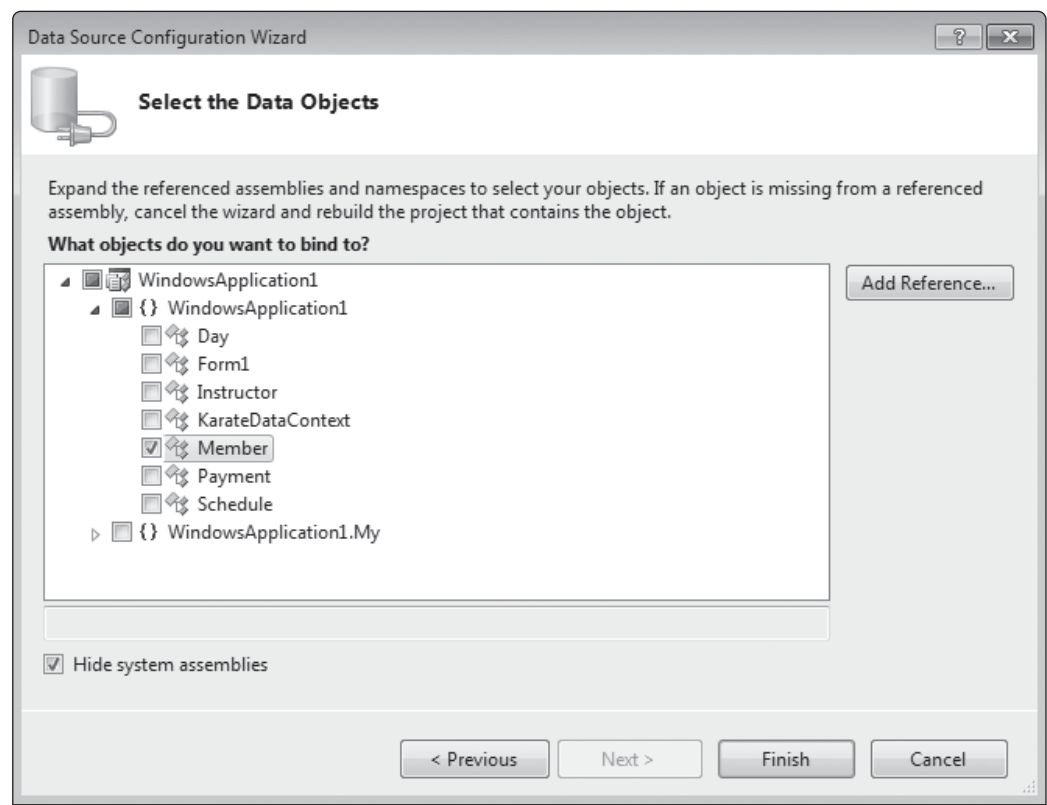 Data Source Configuration Wizard
Select the Data Objects
Expand the referenced assemblies and namespaces to select your objects. If an object is missing from a referenced
assembly, cancel the wizard and rebuild the project that contains the object.
What objects do you want to bind to?
WindowsApplication1
{} WindowsApplication1
Day
Form1
Instructor
KarateDataContext
Member
Payment
Schedule
{} WindowsApplication1.My
Add Reference...
Hide system assemblies
< Previous
Next >
Finish
Cancel